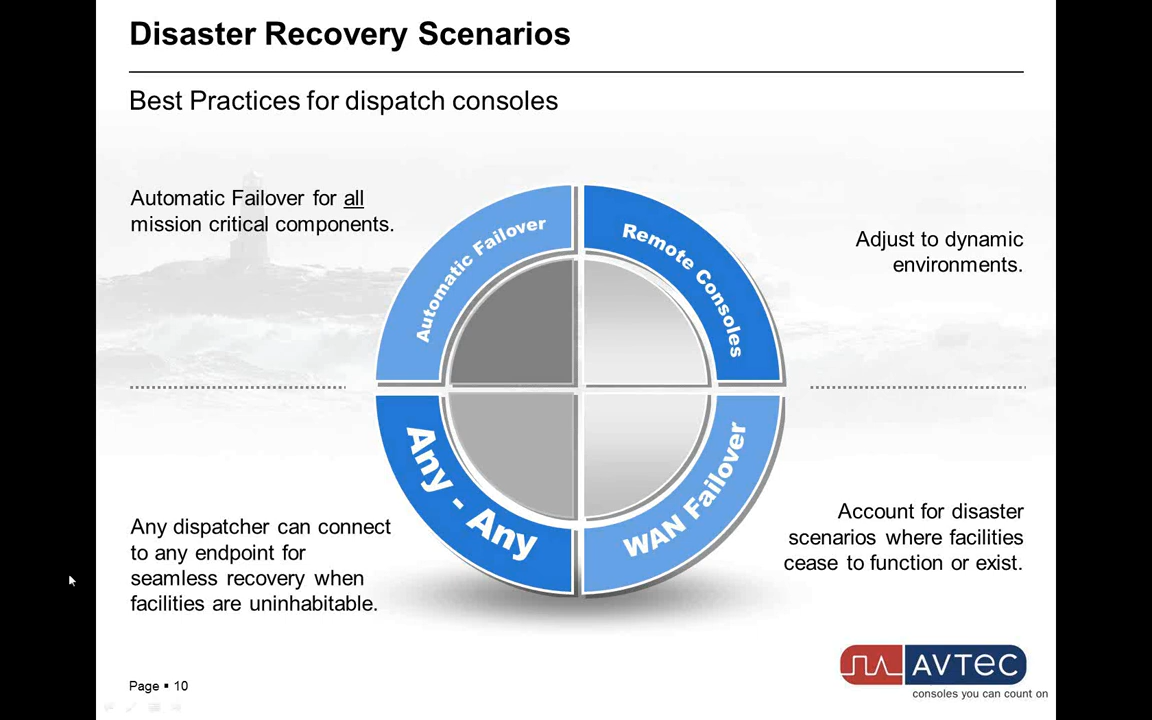 Disaster Recovery Scenarios
Best Practices for dispatch consoles
Automatic Failover for all
mission critical components.
Automatic Failover
Remote Consoles
Adjust to dynamic
environments.
Any dispatcher can connect
to any endpoint for
seamless recovery when
facilities are uninhabitable.
Any - Any
WAN Failover
Account for disaster
scenarios where facilities
cease to function or exist.
Page ▪ 10
AVTEC
consoles you can count on